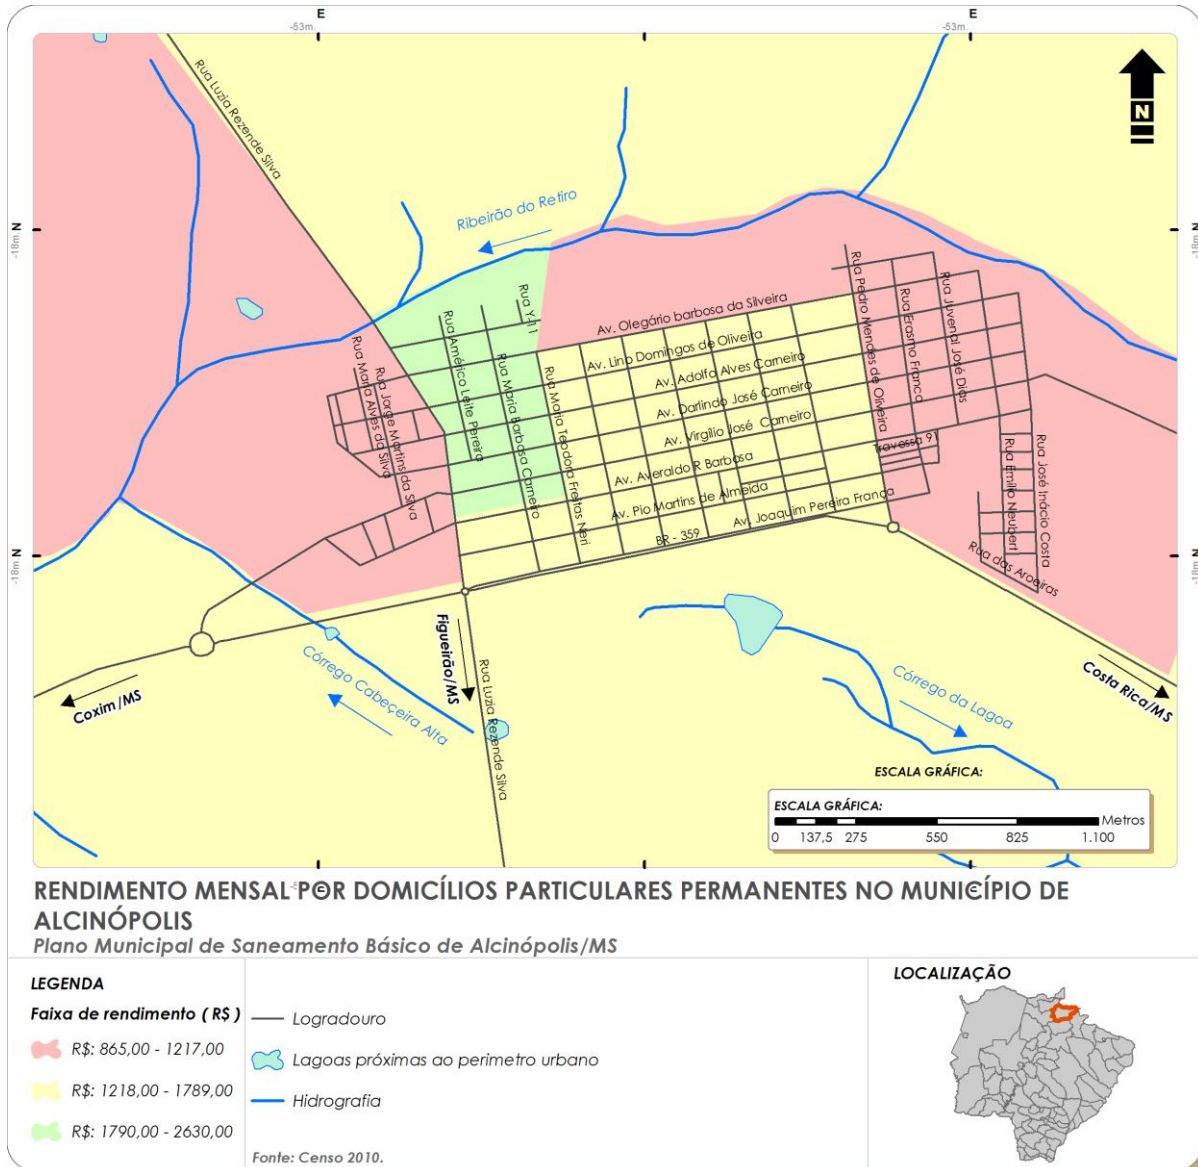 E
E
-53m.
-53m.
N
N
-18m
-18m
N
N
-18m
-18m
N
Rua Luzia Rezende Silva
Ribeirão do Retiro
Av. Olegário barbosa da Silveira
Av. Lino Domingos de Oliveira
Av. Adolfo Alves Carneiro
Av. Darlindo José Carneiro
Av. Virgílio José Carneiro
Av. Averaldo R Barbosa
Av. Pio Martins de Almeida
Av. Joaquim Pereira França
BR - 359
Rua Y-11
Rua Américo Leite Pereira
Rua Maria Barbosa Carneiro
Rua Maria Teodora Freitas Neri
Rua Jorge Martins da Silva
Rua Maria Alves da Silva
Rua Pedro Mendes de Oliveira
Rua Erasmo Franca
Rua Juvenal José Dias
Travessa 91
Rua Emilio Neubert
Rua José Inácio Costa
Rua das Aroeiras
Coxim/MS
Figueirão/MS
Costa Rica/MS
Córrego Cabeçeira Alta
Rua Luzia Rezende Silva
Córrego da Lagoa
ESCALA GRÁFICA:
ESCALA GRÁFICA:
Metros
0 137,5 275 550 825 1.100
RENDIMENTO MENSAL POR DOMICÍLIOS PARTICULARES PERMANENTES NO MUNICÍPIO DE
ALCINÓPOLIS
Plano Municipal de Saneamento Básico de Alcinópolis/MS
LEGENDA
Faixa de rendimento ( R$ )
R$: 865,00 - 1217,00
R$: 1218,00 - 1789,00
R$: 1790,00 - 2630,00
Logradouro
Lagoas próximas ao perimetro urbano
Hidrografia
Fonte: Censo 2010.
LOCALIZAÇÃO